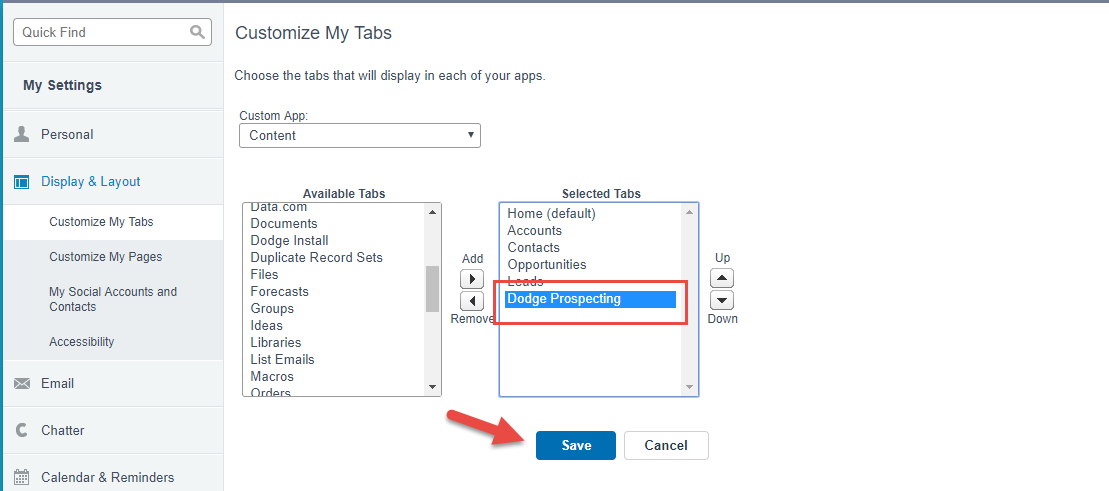 Quick Find
My Settings
Personal
Display & Layout
Customize My Tabs
Customize My Pages
My Social Accounts and
Contacts
Accessibility
Email
Chatter
Calendar & Reminders
Customize My Tabs
Choose the tabs that will display in each of your apps.
Custom App:
Content
Available Tabs
Data.com
Documents
Dodge Install
Duplicate Record Sets
Files
Forecasts
Groups
Ideas
Libraries
List Emails
Macros
Orders
Add
Remove
Selected Tabs
Home (default)
Accounts
Contacts
Opportunities
Leads
Dodge Prospecting
Up
Down
Save
Cancel